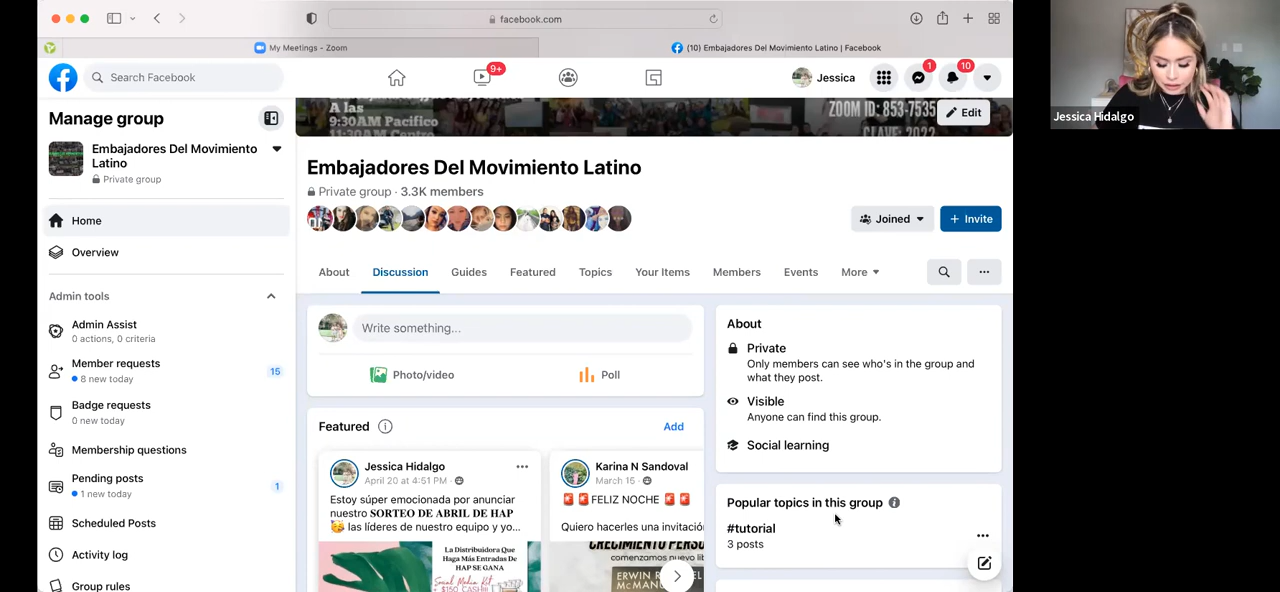 facebook.com
My Meetings - Zoom
(10) Embajadores Del Movimiento Latino | Facebook
Search Facebook
9+
Jessica
1
10
Manage group
Embajadores Del Movimiento
Latino
Private group
Home
Overview
Admin tools
Admin Assist
0 actions, 0 criteria
Member requests
8 new today
15
Badge requests
0 new today
Membership questions
Pending posts
1 new today
1
Scheduled Posts
Activity log
Group rules
A las
9:30AM Pacifico
11:30AM Centro
ZOOM ID: 853-7535
CLAVE: 2022
Edit
Embajadores Del Movimiento Latino
Private group · 3.3K members
Joined
+ Invite
About
Discussion
Guides
Featured
Topics
Your Items
Members
Events
More
Write something...
Photo/video
Poll
Featured
Add
Jessica Hidalgo
April 20 at 4:51 PM ·
Estoy súper emocionada por anunciar
nuestro SORTEO DE ABRIL DE HAP
🥳 las líderes de nuestro equipo y yo...
La Distribuidora Que
Haga Más Entradas De
HAP SE GANA
Social Media Kit
$150 CASH!!!
Karina N Sandoval
March 15 ·
🚨🚨FELIZ NOCHE 🚨🚨
Quiero hacerles una invitació
CRECIMIENTO PERSO
comenzamos nuevo li
McMANU
About
Private
Only members can see who's in the group and
what they post.
Visible
Anyone can find this group.
Social learning
Popular topics in this group
#tutorial
3 posts
Jessica Hidalgo